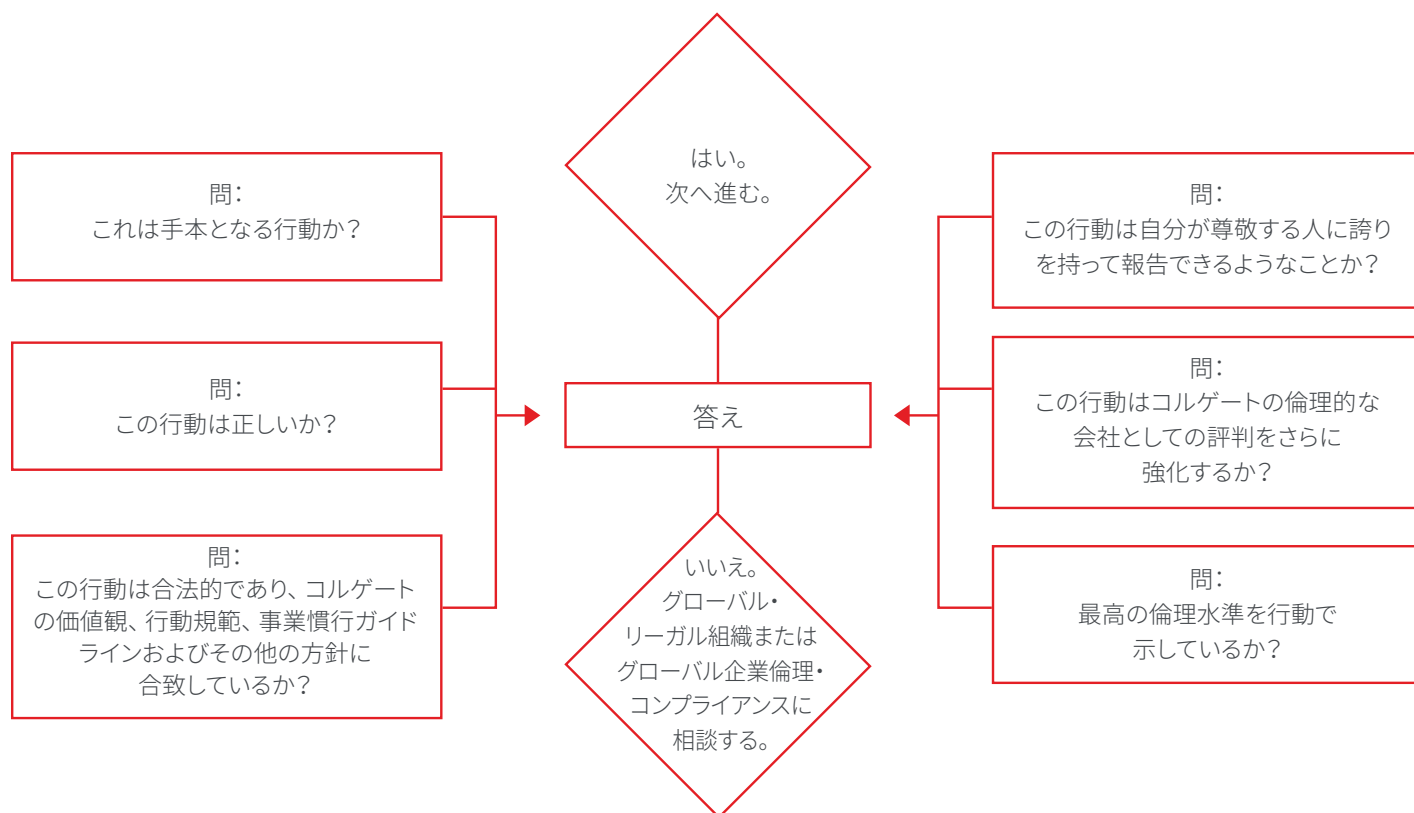 はい。
次へ進む。
問：
これは手本となる行動か？
問：
この行動は正しいか？
問：
この行動は合法的であり、コルゲート
の価値観、行動規範、事業慣行ガイド
ラインおよびその他の方針に
合致しているか？
答え
問：
この行動は自分が尊敬する人に誇り
を持って報告できるようなことか？
問：
この行動はコルゲートの倫理的な
会社としての評判をさらに
強化するか？
問：
最高の倫理水準を行動で
示しているか？
いいえ。
グローバル・
リーガル組織または
グローバル企業倫理・
コンプライアンスに
相談する。